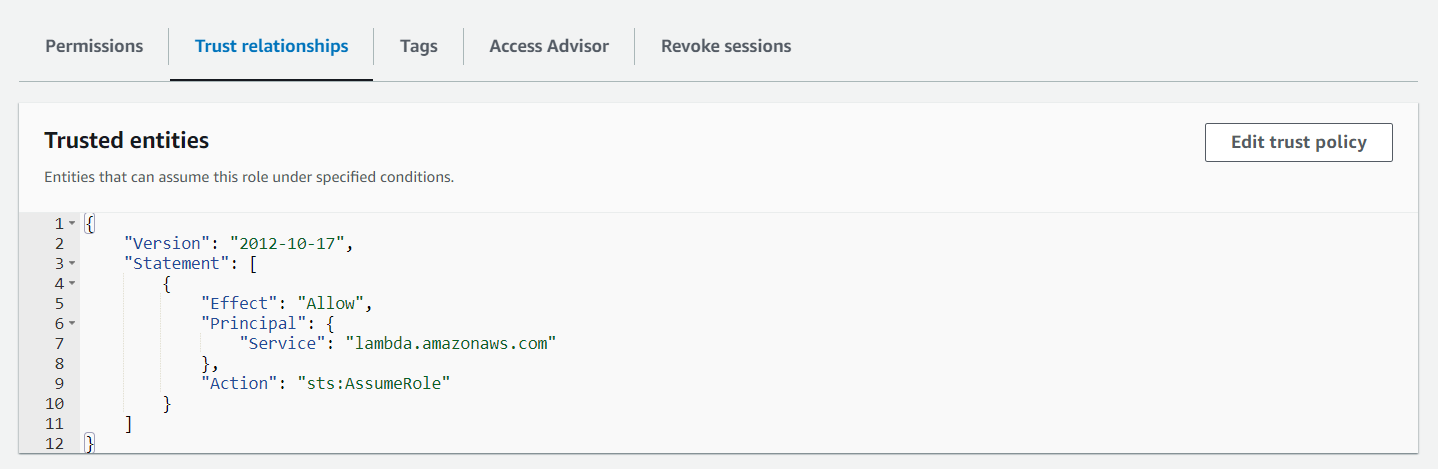 Permissions Trust relationships Tags Access Advisor Revoke sessions
Trusted entities
Edit trust policy
Entities that can assume this role under specified conditions.
1 {
2 "Version": "2012-10-17",
3 "Statement": [
4 {
5 "Effect": "Allow",
6 "Principal": {
7 "Service": "lambda.amazonaws.com"
8 },
9 "Action": "sts:AssumeRole"
10 }
11 ]
12 }